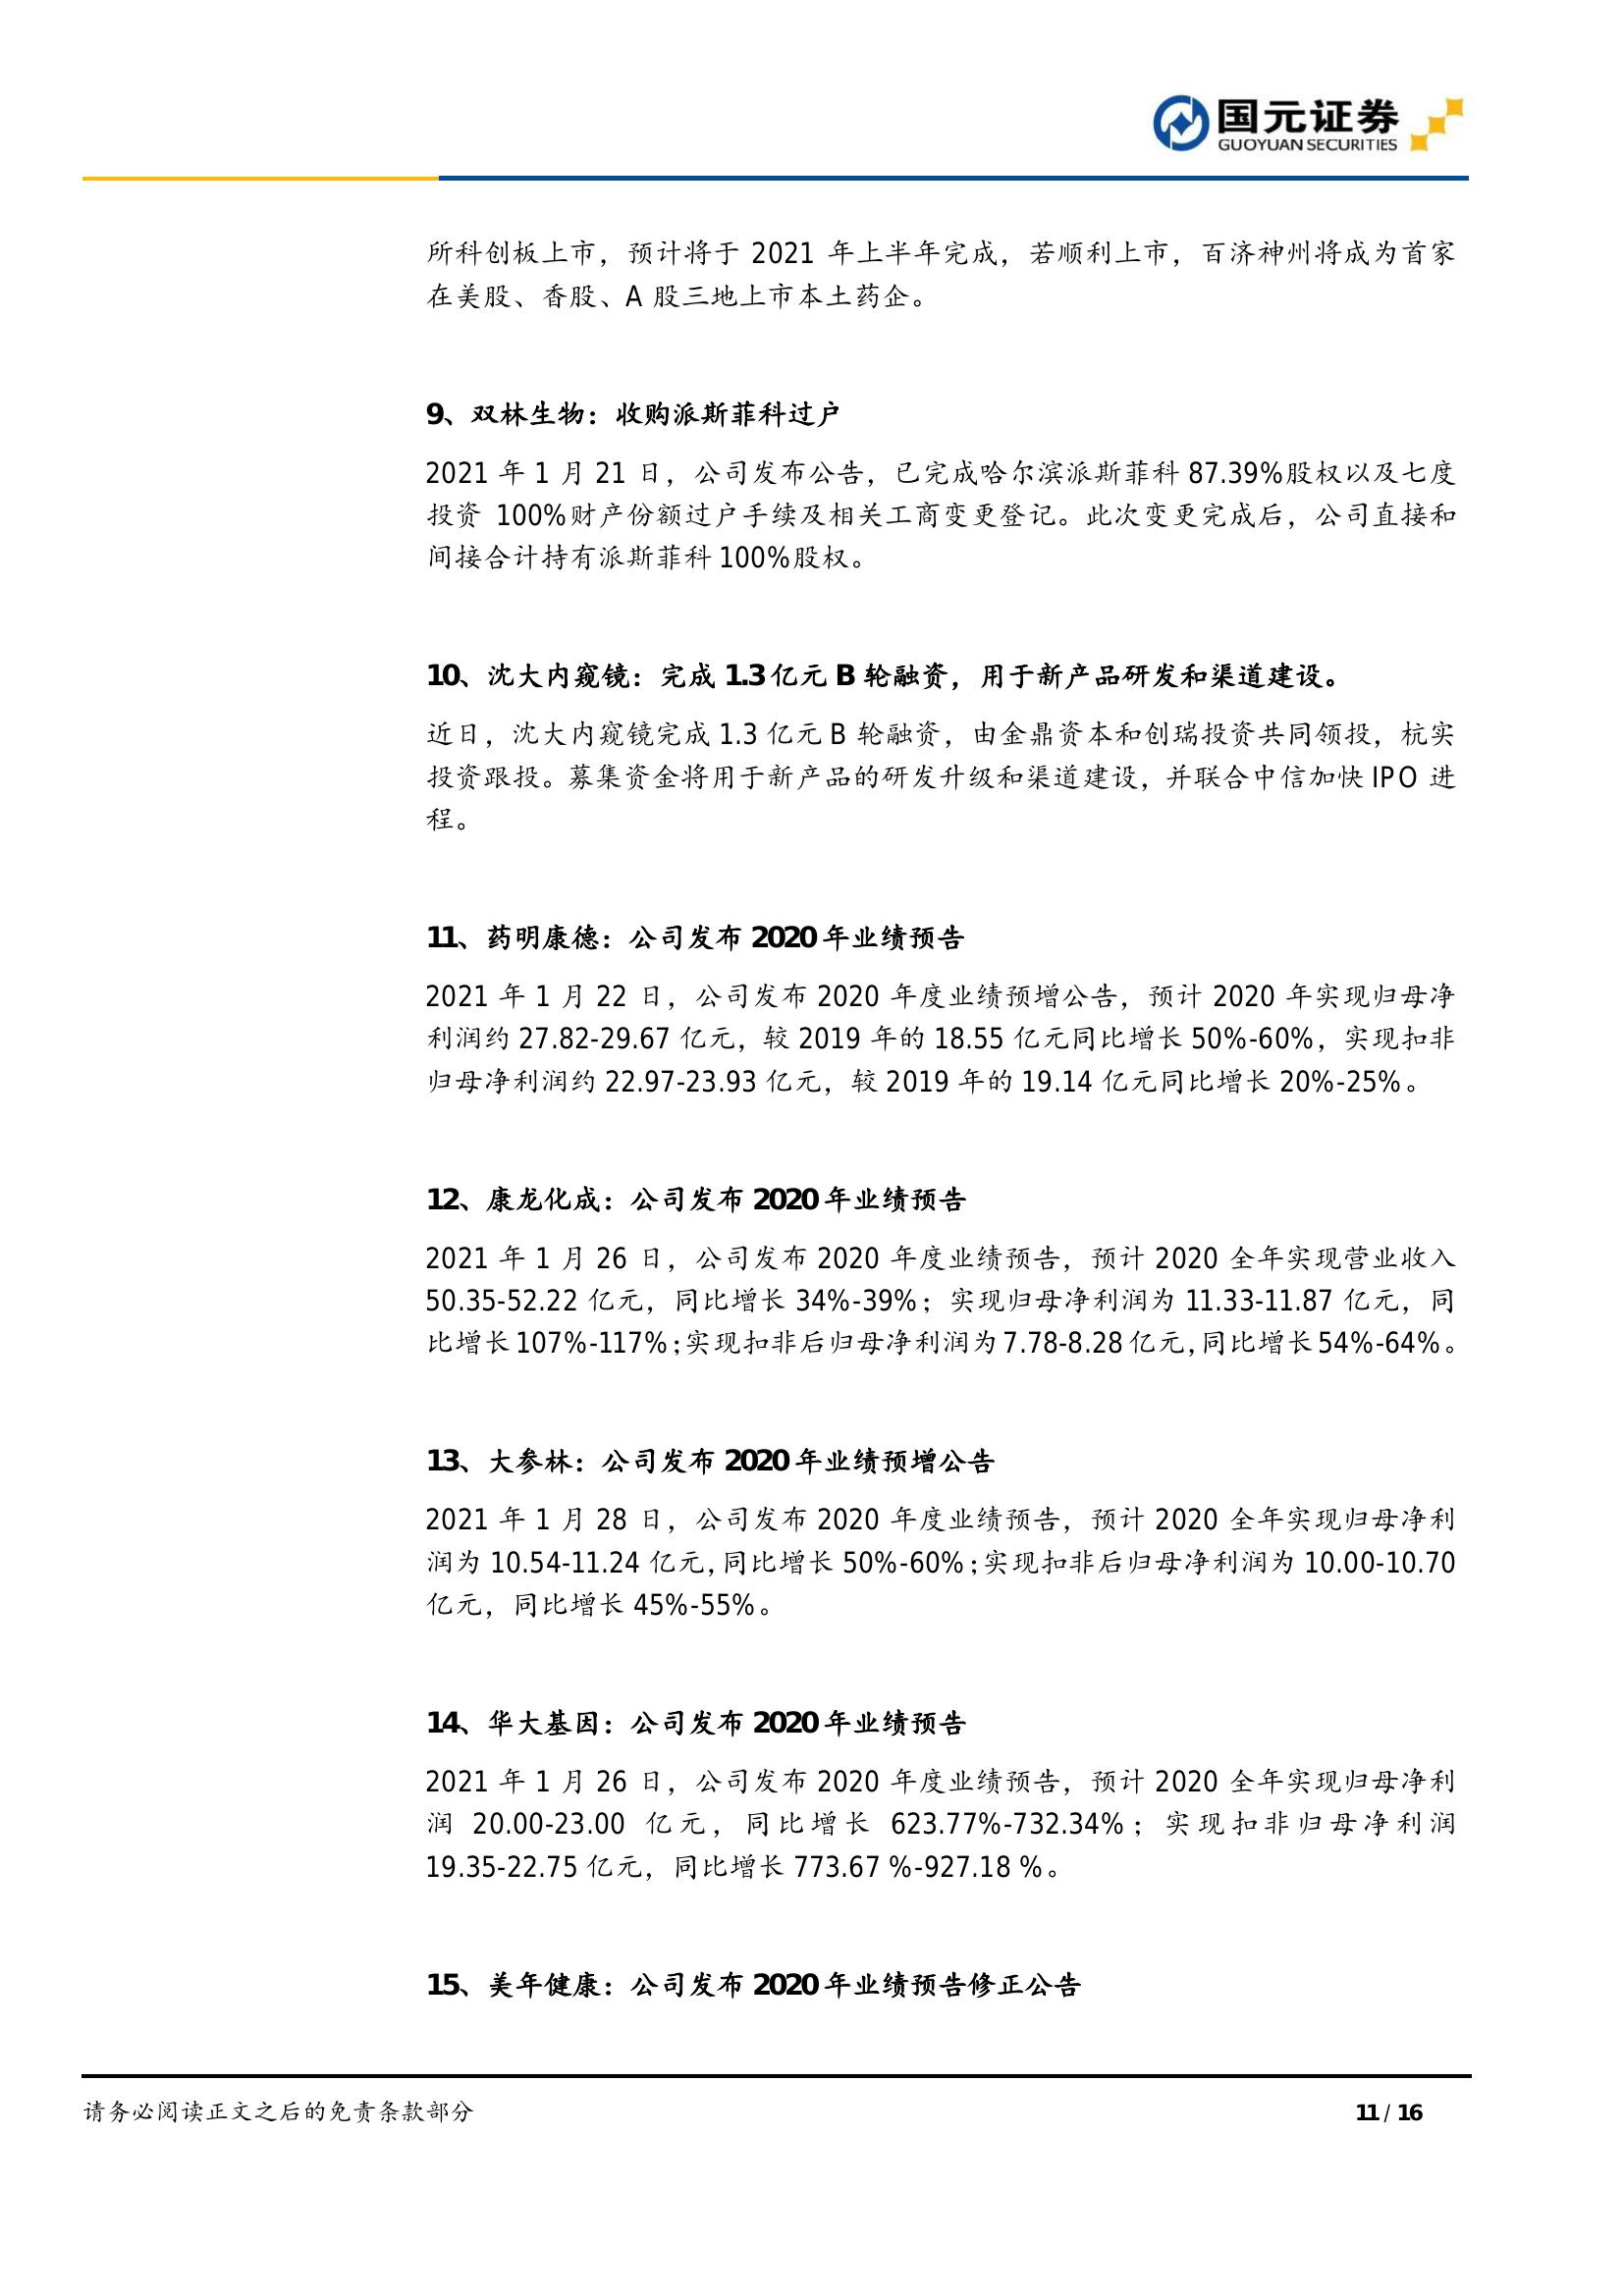 国元证券
GUOYUAN SECURITIES
所科创板上市，预计将于 2021 年上半年完成，若顺利上市，百济神州将成为首家
在美股、香股、A 股三地上市本土药企。
9、双林生物：收购派斯菲科过户
2021 年 1 月 21 日，公司发布公告，已完成哈尔滨派斯菲科 87.39%股权以及七度
投资 100%财产份额过户手续及相关工商变更登记。此次变更完成后，公司直接和
间接合计持有派斯菲科 100%股权。
10、沈大内窥镜：完成 1.3 亿元 B 轮融资，用于新产品研发和渠道建设。
近日，沈大内窥镜完成 1.3 亿元 B 轮融资，由金鼎资本和创瑞投资共同领投，杭实
投资跟投。募集资金将用于新产品的研发升级和渠道建设，并联合中信加快 IPO 进
程。
11、药明康德：公司发布 2020 年业绩预告
2021 年 1 月 22 日，公司发布 2020 年度业绩预增公告，预计 2020 年实现归母净
利润约 27.82-29.67 亿元，较 2019 年的 18.55 亿元同比增长 50%-60%，实现扣非
归母净利润约 22.97-23.93 亿元，较 2019 年的 19.14 亿元同比增长 20%-25%。
12、康龙化成：公司发布 2020 年业绩预告
2021 年 1 月 26 日，公司发布 2020 年度业绩预告，预计 2020 全年实现营业收入
50.35-52.22 亿元，同比增长 34%-39%；实现归母净利润为 11.33-11.87 亿元，同
比增长 107%-117%；实现扣非后归母净利润为 7.78-8.28 亿元，同比增长 54%-64%。
13、大参林：公司发布 2020 年业绩预增公告
2021 年 1 月 28 日，公司发布 2020 年度业绩预告，预计 2020 全年实现归母净利
润为 10.54-11.24 亿元，同比增长 50%-60%；实现扣非后归母净利润为 10.00-10.70
亿元，同比增长 45%-55%。
14、华大基因：公司发布 2020 年业绩预告
2021 年 1 月 26 日，公司发布 2020 年度业绩预告，预计 2020 全年实现归母净利
润 20.00-23.00 亿元，同比增长 623.77%-732.34%；实现扣非归母净利润
19.35-22.75 亿元，同比增长 773.67 %-927.18 %。
15、美年健康：公司发布 2020 年业绩预告修正公告
请务必阅读正文之后的免责条款部分
11 / 16